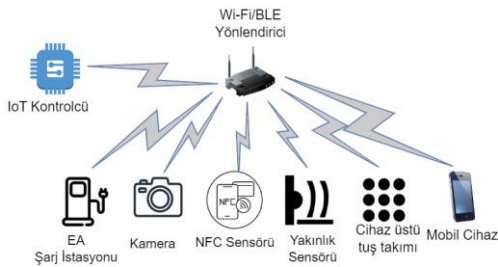 Wi-Fi/BLE
Yönlendirici
IoT Kontrolcü
NFC
EA
Şarj İstasyonu
Kamera
NFC Sensörü
Yakınlık
Sensörü
Cihaz üstü
tuş takımı
Mobil Cihaz